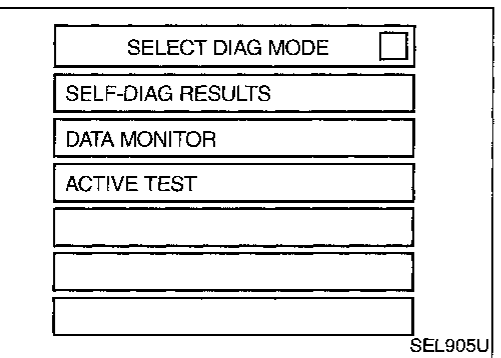 SELECT DIAG MODE
SELF-DIAG RESULTS
DATA MONITOR
ACTIVE TEST
SEL905U